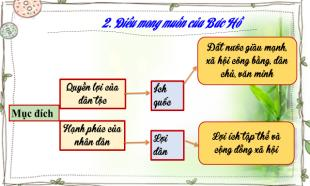 2. Điều mong muốn của Bác Hồ
Đất nước giàu mạnh,
xã hội công bằng, dân
chủ, văn minh
Quyền lợi của
dân tộc
Ích
quốc
Mục đích
Hạnh phúc của
nhân dân
Lợi
dân
Lợi ích tập thể và
cộng đồng xã hội